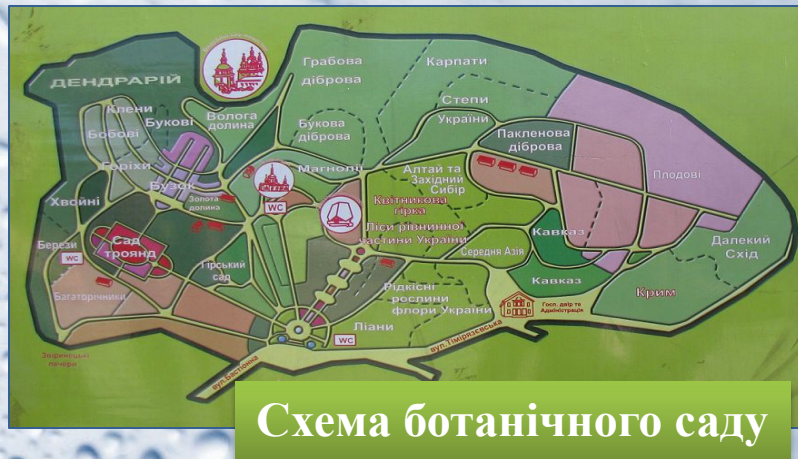 ДЕНДРАРІЙ
Грабова
діброва
Карпати
Клени
Бобові
Букові
Волога
долина
Букова
діброва
Степи
України
Пакленова
діброва
Горіхи
Бузок
Магнолії
Алтай та
Західний
Сибір
Плодові
Хвойні
Золота
долина
WC
Квітникова
гірка
Ліси рівнинної
частини України
Кавказ
Берези
WC
Сад
троянд
Гірський
сад
Середня Азія
Далекий
Схід
Багаторічники
Рідкісні
рослини
флори України
Кавказ
Крим
Госп. двір та
Адміністрація
Ліани
WC
вул.Тімірязєвська
Звіринецькі
печери
вул.Бастіонна
Схема ботанічного саду